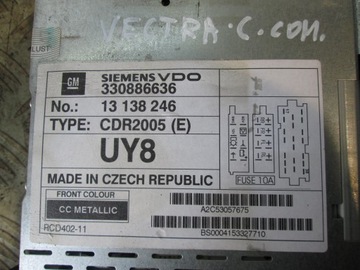 VECTRA·C.COM.
4LUST
GM
SIEMENS VDO
330886636
No.: 13 138 246
TYPE: CDR2005 (E)
UY8
MADE IN CZECH REPUBLIC
FUSE 10A
FRONT COLOUR
CC METALLIC
RCD402-11
A2C53057675
BS0004153327710